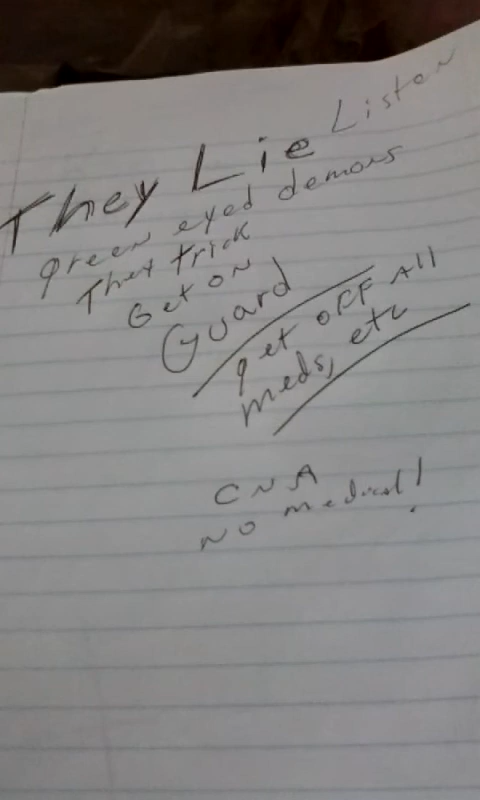 They Lie Listen
green eyed demons
They trick
Get on
Guard
get off All
meds, etc
CNA
No medical!